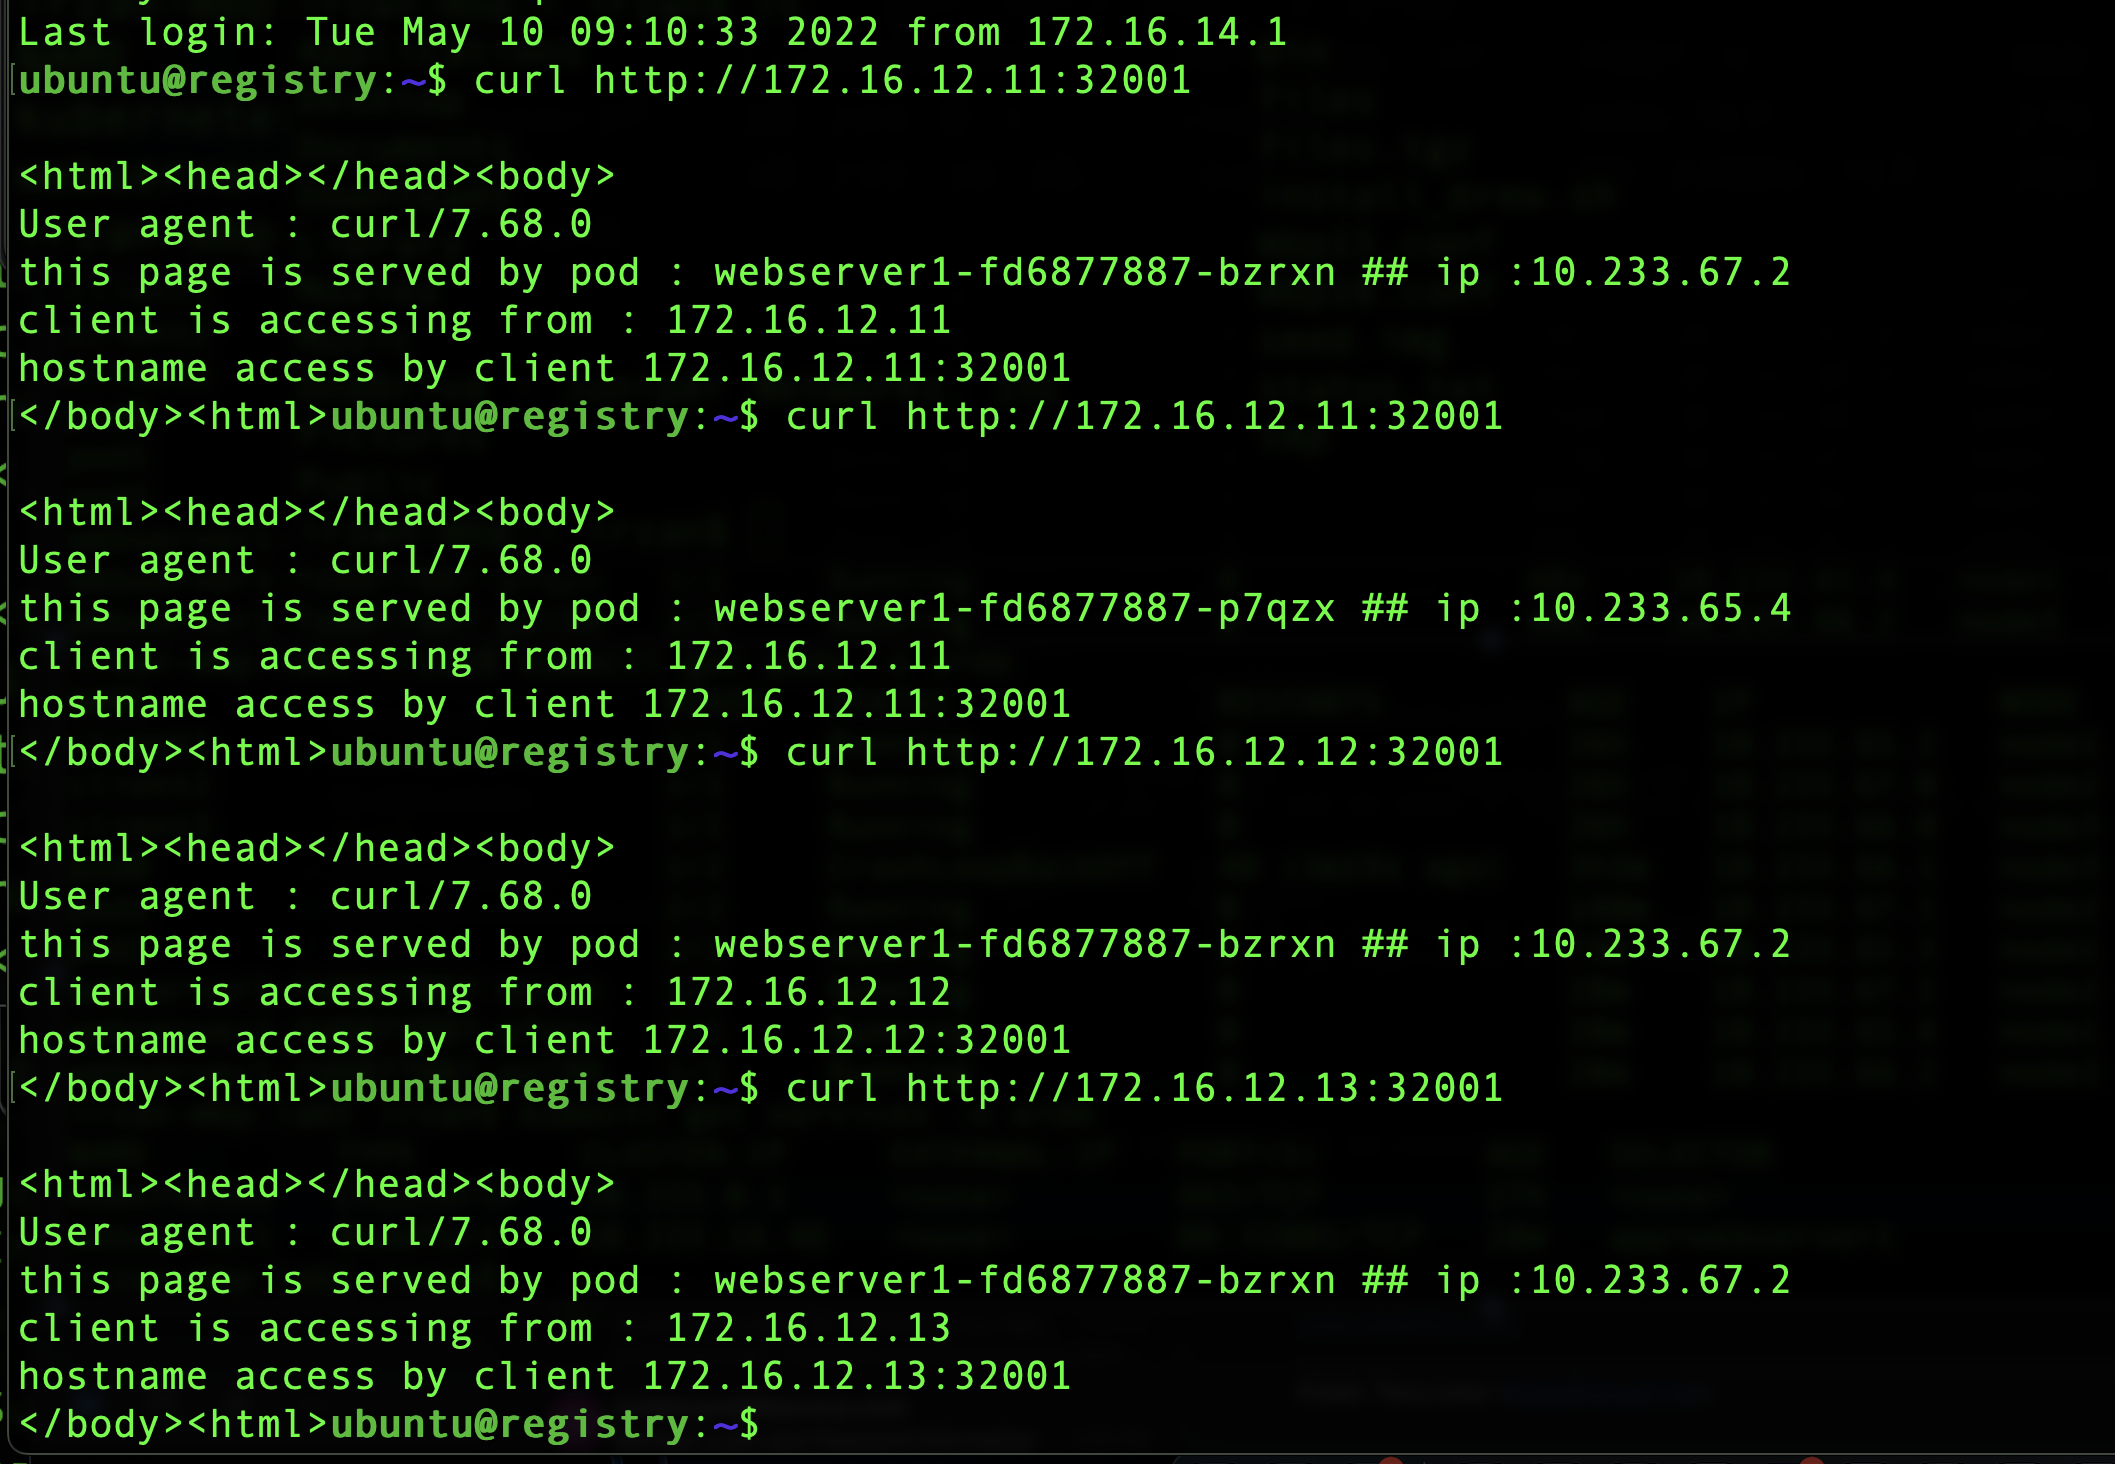 Last login: Tue May 10 09:10:33 2022 from 172.16.14.1
ubuntu@registry:~$ curl http://172.16.12.11:32001
<html><head></head><body>
User agent : curl/7.68.0
this page is served by pod : webserver1-fd6877887-bzrxn ## ip :10.233.67.2
client is accessing from : 172.16.12.11
hostname access by client 172.16.12.11:32001
</body><html>ubuntu@registry:~$ curl http://172.16.12.11:32001
<html><head></head><body>
User agent : curl/7.68.0
this page is served by pod : webserver1-fd6877887-p7qzx ## ip :10.233.65.4
client is accessing from : 172.16.12.11
hostname access by client 172.16.12.11:32001
</body><html>ubuntu@registry:~$ curl http://172.16.12.12:32001
<html><head></head><body>
User agent : curl/7.68.0
this page is served by pod : webserver1-fd6877887-bzrxn ## ip :10.233.67.2
client is accessing from : 172.16.12.12
hostname access by client 172.16.12.12:32001
</body><html>ubuntu@registry:~$ curl http://172.16.12.13:32001
<html><head></head><body>
User agent : curl/7.68.0
this page is served by pod : webserver1-fd6877887-bzrxn ## ip :10.233.67.2
client is accessing from : 172.16.12.13
hostname access by client 172.16.12.13:32001
</body><html>ubuntu@registry:~$